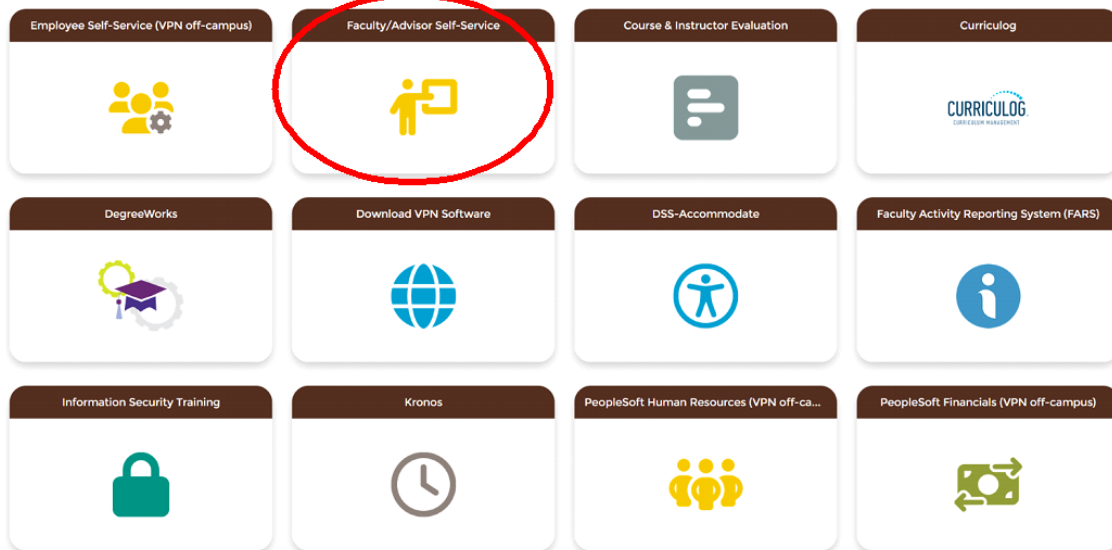 Employee Self-Service (VPN off-campus)
Faculty/Advisor Self-Service
Course & Instructor Evaluation
Curriculog
CURRICULOG
CURRICULUM MANAGEMENT
DegreeWorks
Download VPN Software
DSS-Accommodate
Faculty Activity Reporting System (FARS)
Information Security Training
Kronos
PeopleSoft Human Resources (VPN off-ca...
PeopleSoft Financials (VPN off-campus)